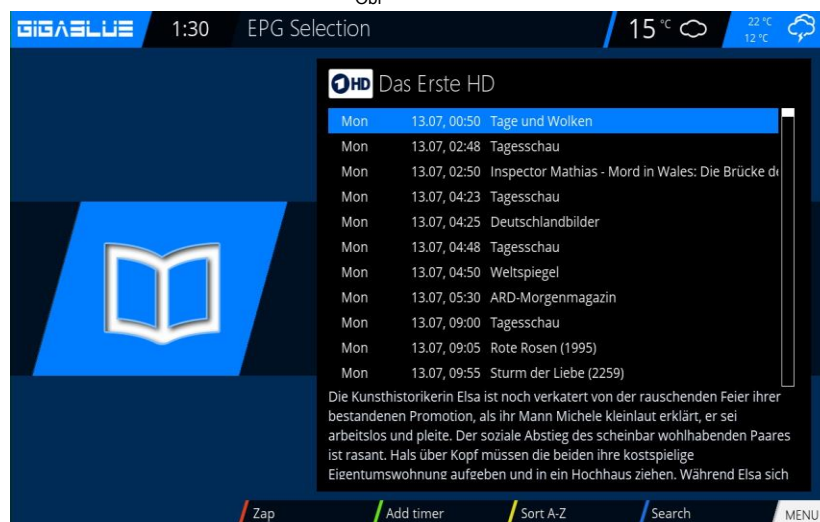 Obr
GIGABLUE 1:30 EPG Selection 15 °C 22 °C
12 °C
1 HD Das Erste HD
Mon 13.07, 00:50 Tage und Wolken
Mon 13.07, 02:48 Tagesschau
Mon 13.07, 02:50 Inspector Mathias - Mord in Wales: Die Brücke de
Mon 13.07, 04:23 Tagesschau
Mon 13.07, 04:25 Deutschlandbilder
Mon 13.07, 04:48 Tagesschau
Mon 13.07, 04:50 Weltspiegel
Mon 13.07, 05:30 ARD-Morgenmagazin
Mon 13.07, 09:00 Tagesschau
Mon 13.07, 09:05 Rote Rosen (1995)
Mon 13.07, 09:55 Sturm der Liebe (2259)
Die Kunsthistorikerin Elsa ist noch verkatert von der rauschenden Feier ihrer
bestandenen Promotion, als ihr Mann Michele kleinlaut erklärt, er sei
arbeitslos und pleite. Der soziale Abstieg des scheinbar wohlhabenden Paares
ist rasant. Hals über Kopf müssen die beiden ihre kostspielige
Eigentumswohnung aufgeben und in ein Hochhaus ziehen. Während Elsa sich
Zap Add timer Sort A-Z Search MENU